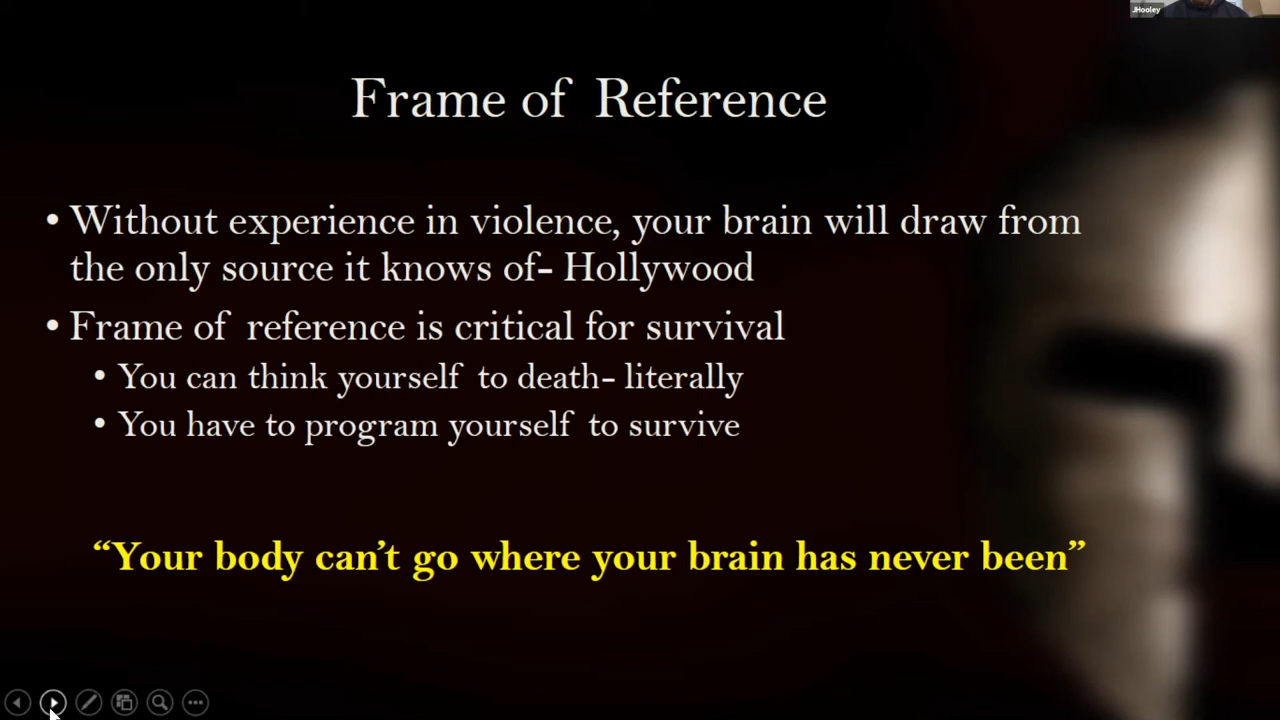 JHooley
Frame of Reference
• Without experience in violence, your brain will draw from
the only source it knows of- Hollywood
• Frame of reference is critical for survival
• You can think yourself to death- literally
• You have to program yourself to survive
“Your body can’t go where your brain has never been”